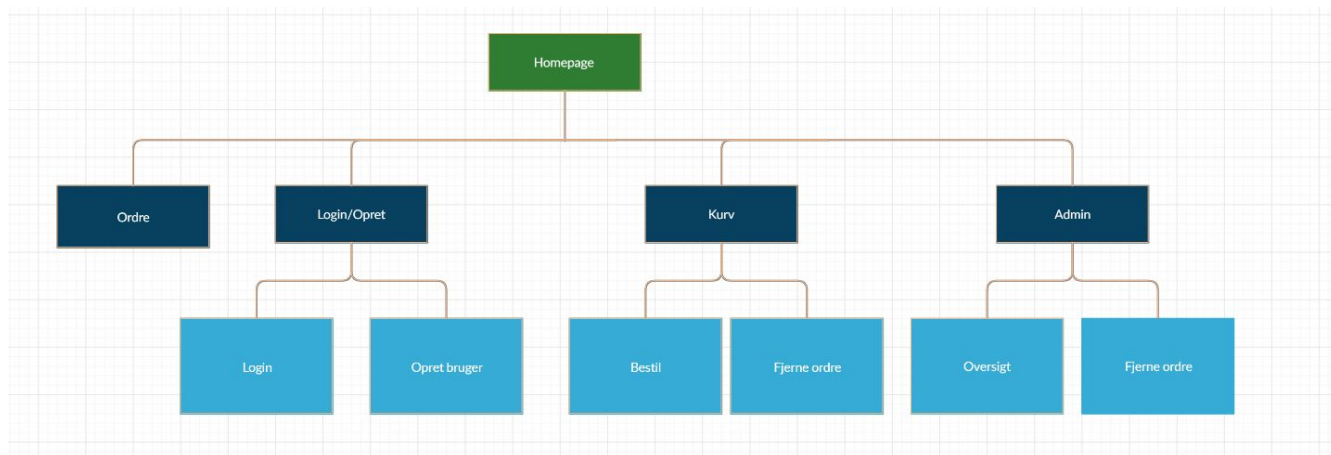 Homepage
Ordre
Login/Opret
Kurv
Admin
Login
Opret bruger
Bestil
Fjerne ordre
Oversigt
Fjerne ordre